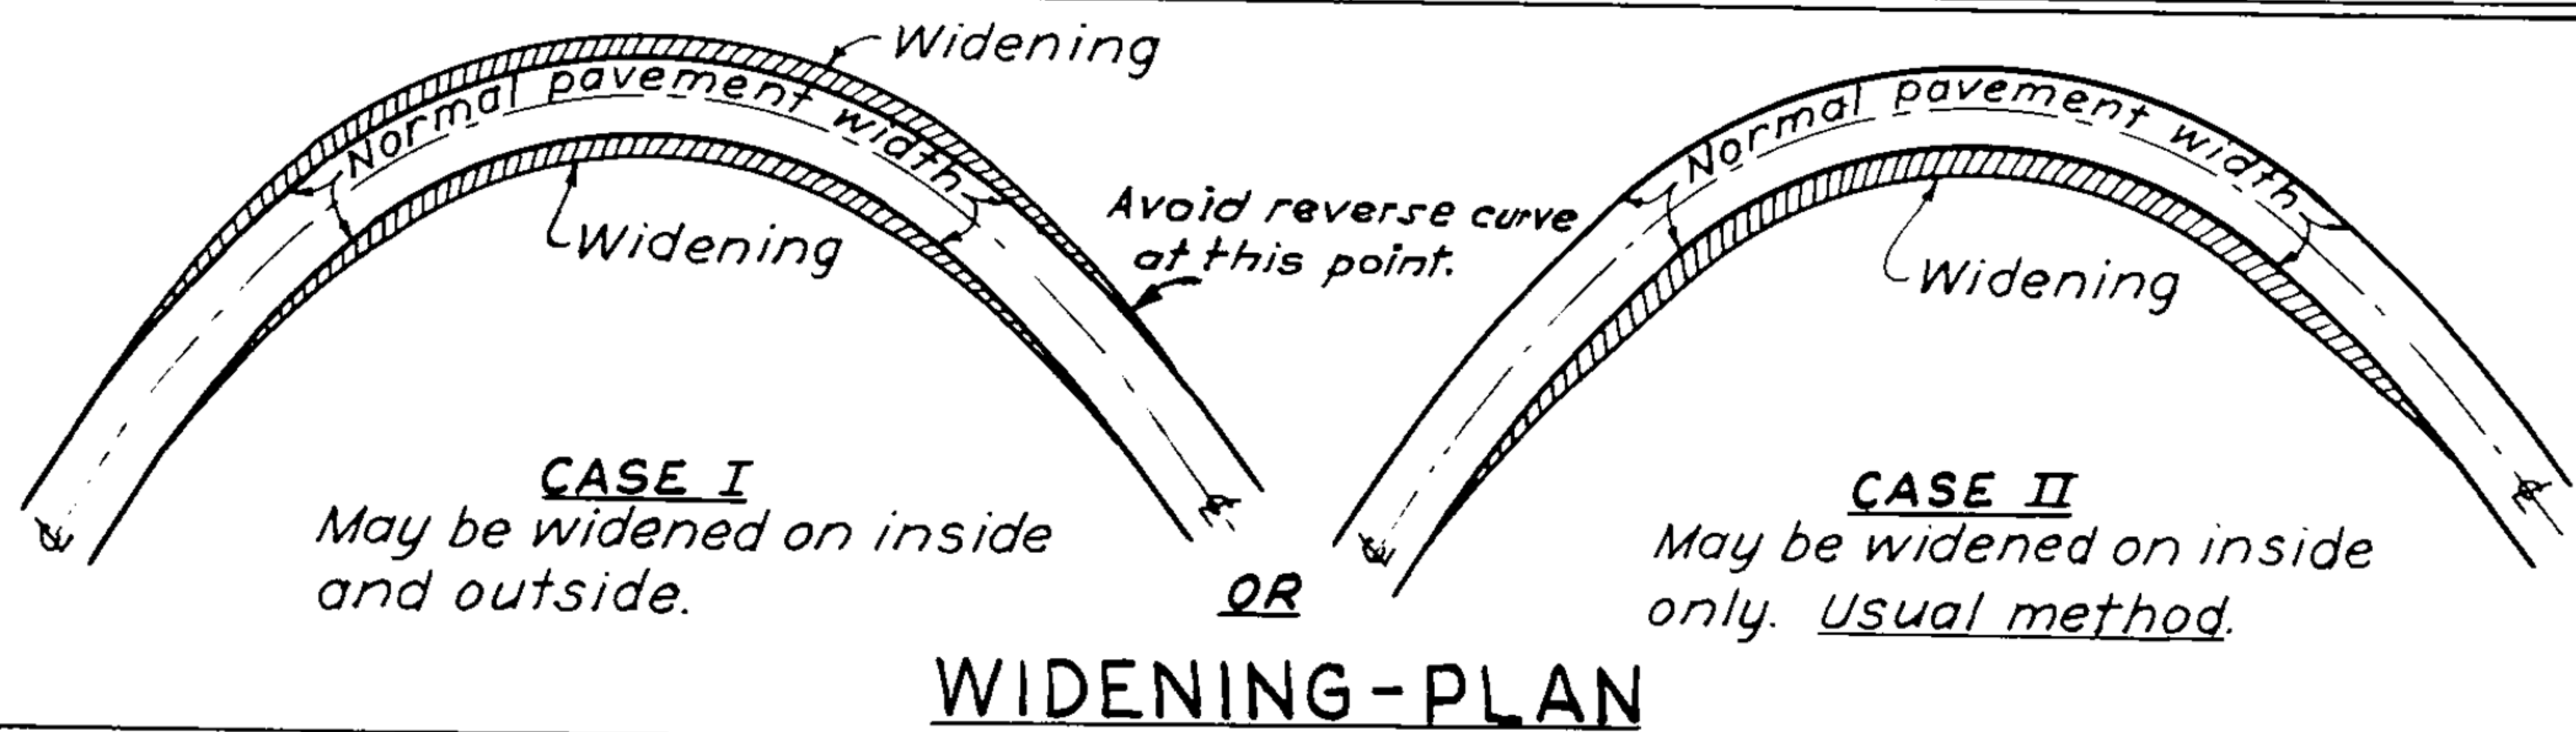 Widening
Normal pavement width
Widening
Avoid reverse curve
at this point.
CASE I
May be widened on inside
and outside.
OR
Normal pavement width
Widening
CASE II
May be widened on inside
only. Usual method.
WIDENING-PLAN